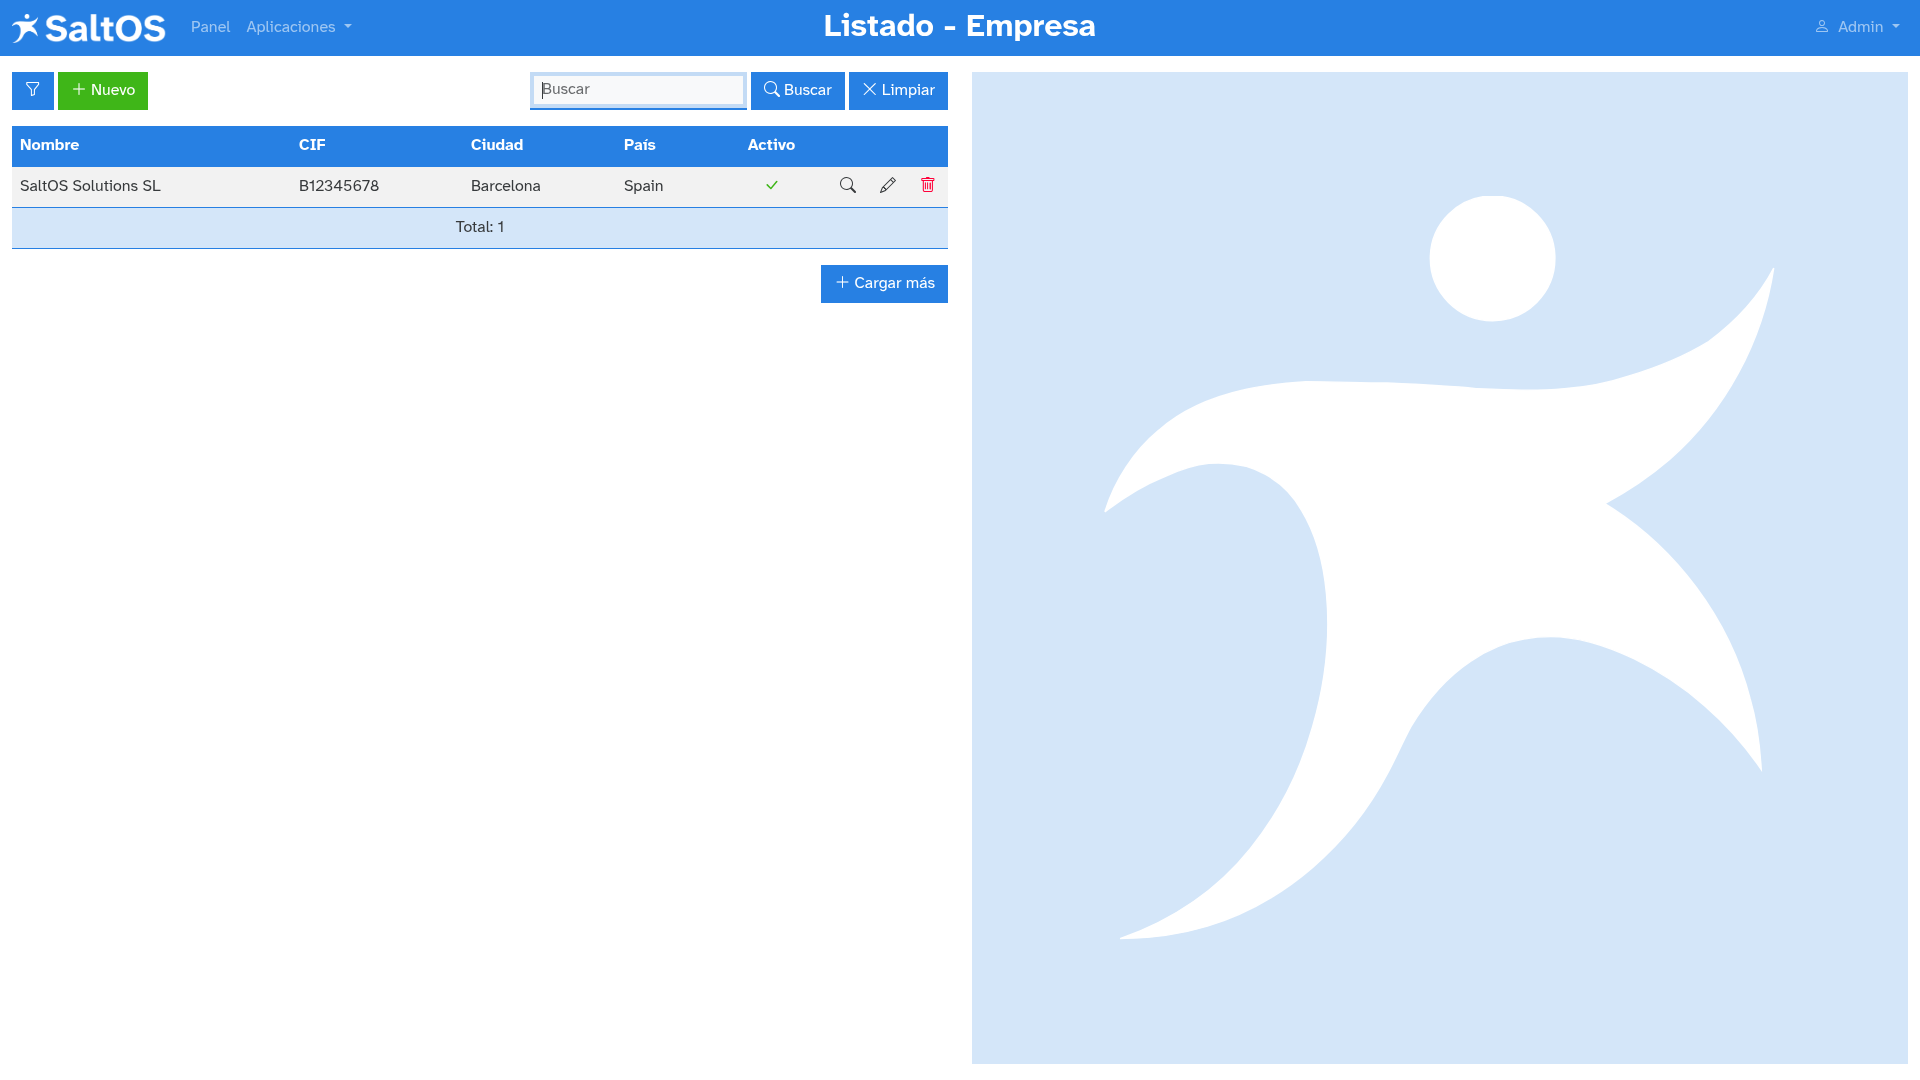 SaltOS Panel Aplicaciones Listado - Empresa Admin
Nuevo Buscar Buscar Limpiar
Nombre CIF Ciudad País Activo
SaltOS Solutions SL B12345678 Barcelona Spain
Total: 1
Cargar más